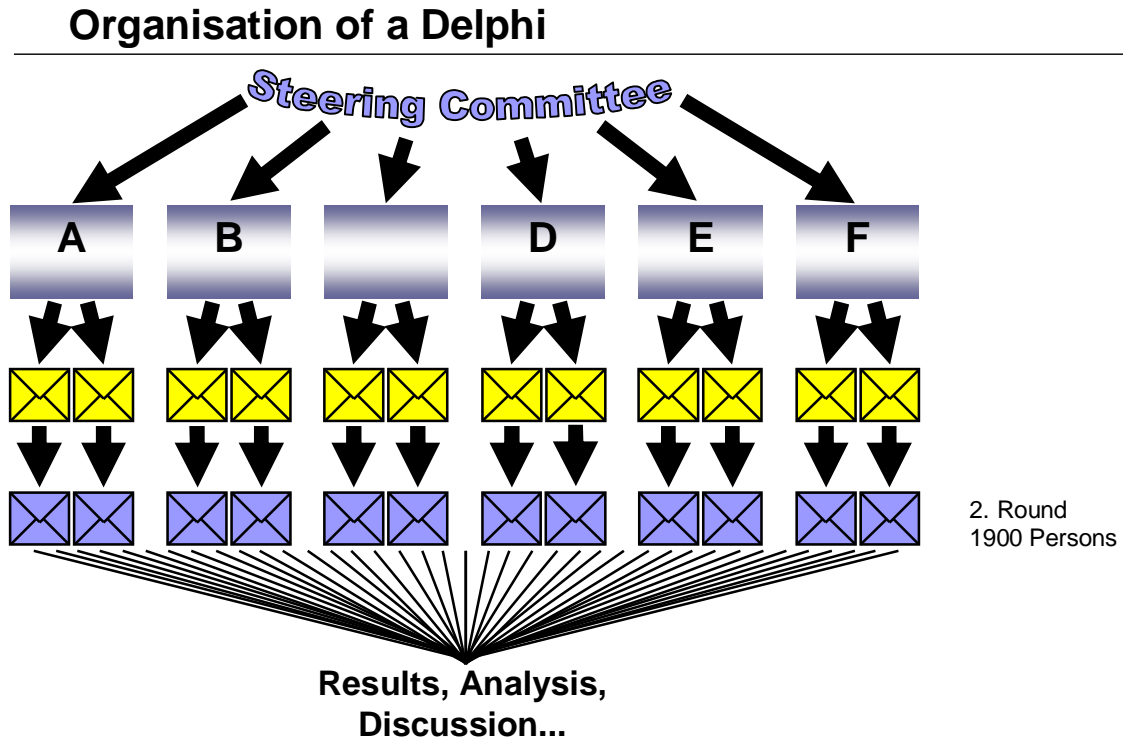 Organisation of a Delphi
Steering Committee
A B D E F
2. Round
1900 Persons
Results, Analysis,
Discussion...